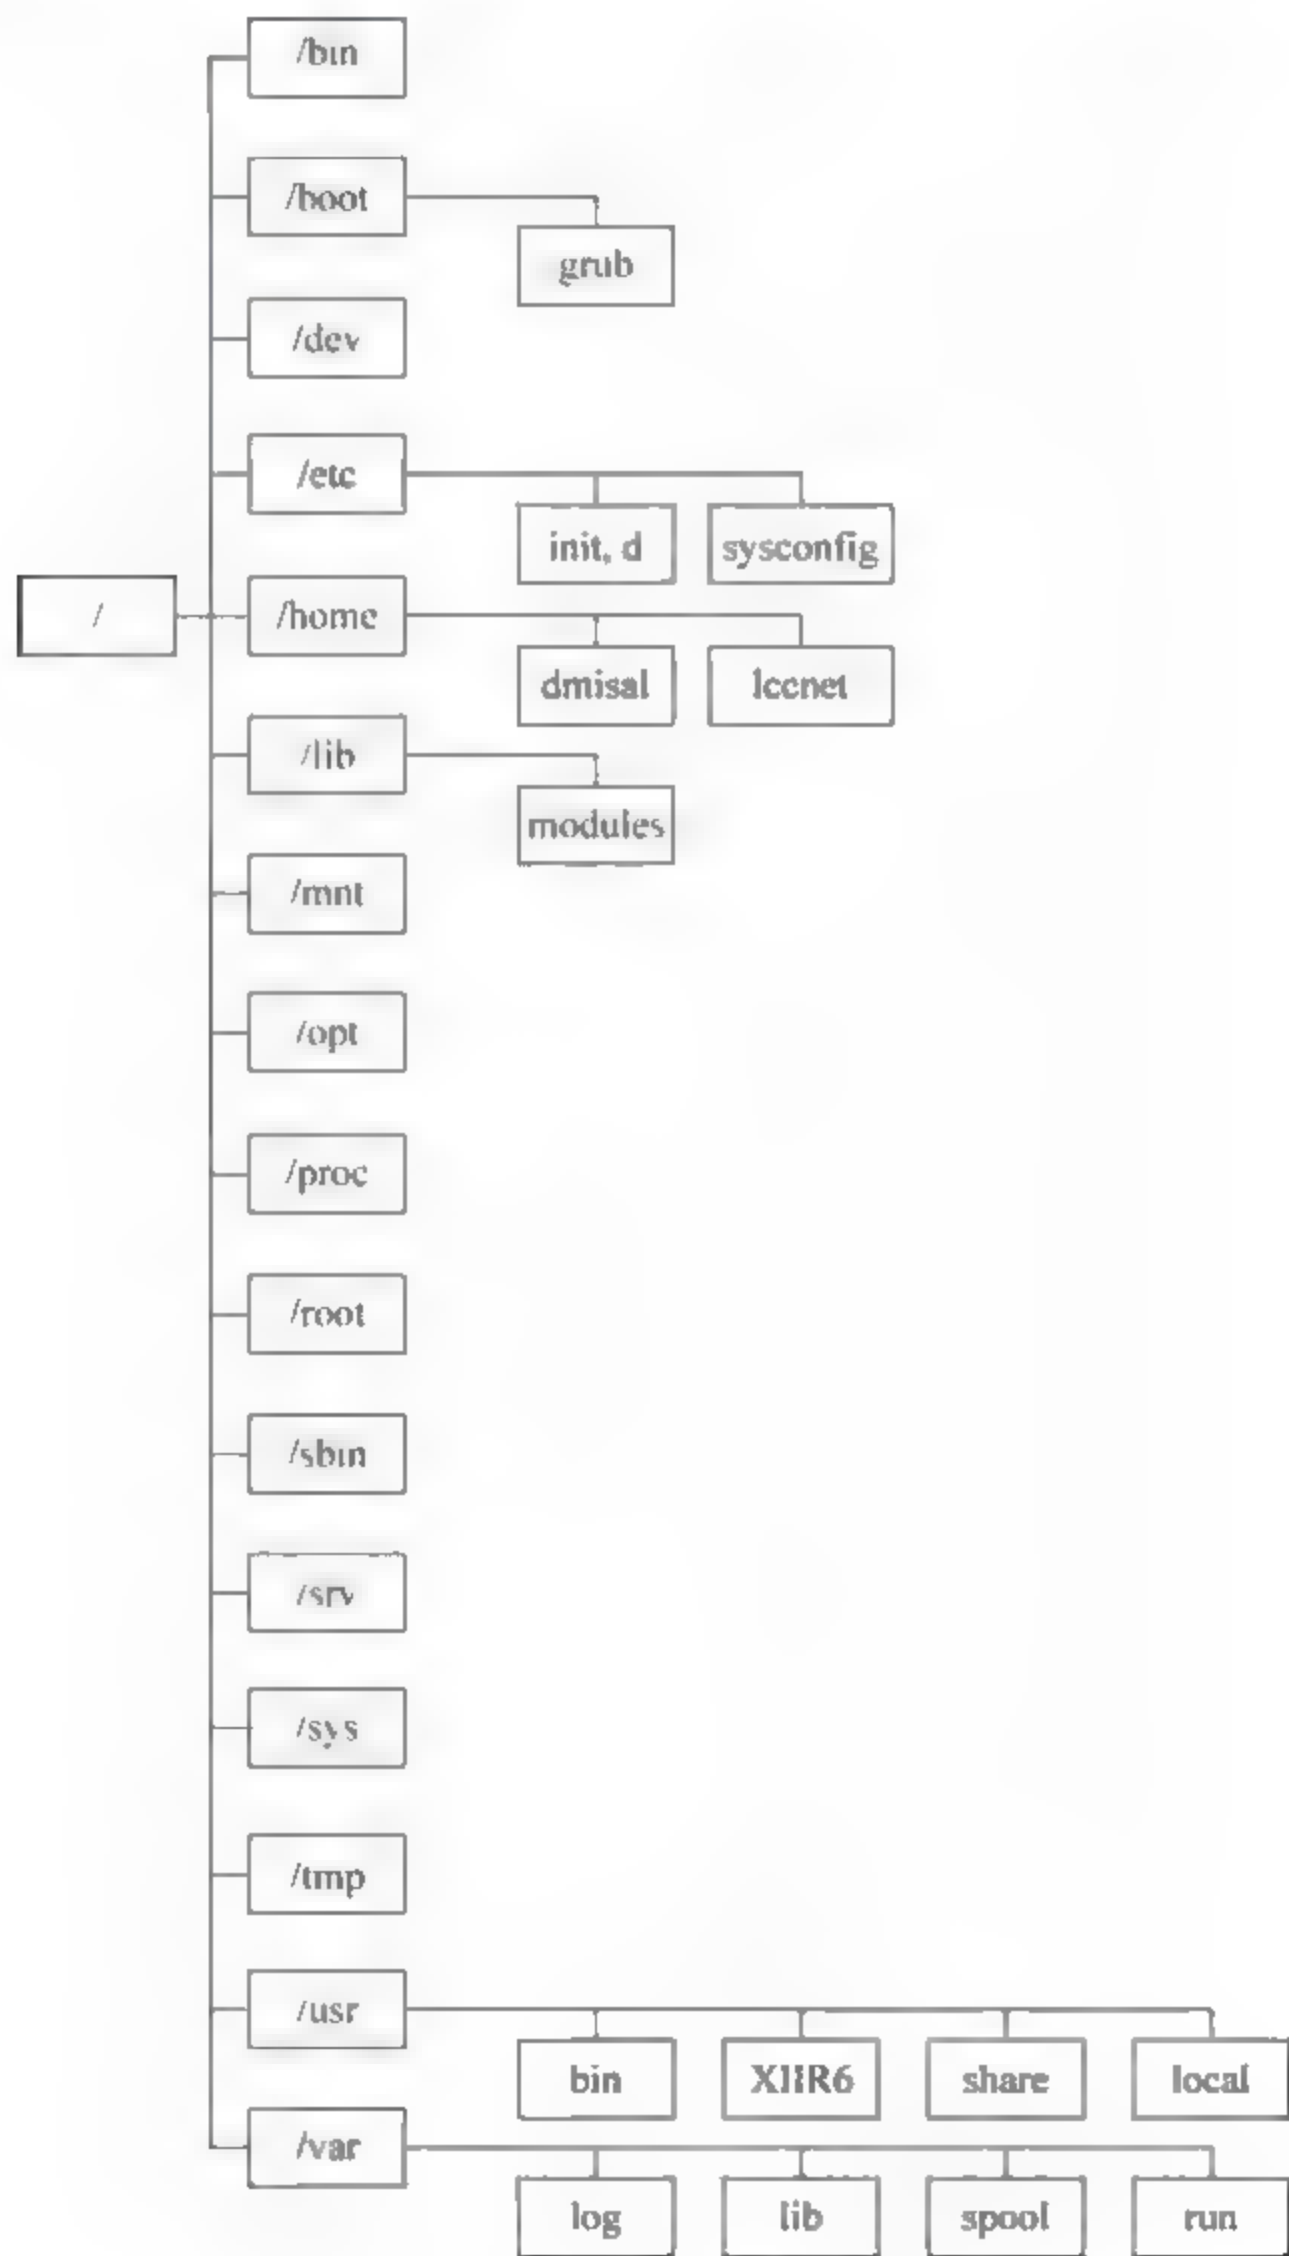 /bin
/boot
grub
/dev
/etc
init, d
sysconfig
/
/home
dmisal
lccnet
/lib
modules
/mnt
/opt
/proc
/root
/sbin
/srv
/sys
/tmp
/usr
bin
X11R6
share
local
/var
log
lib
spool
run